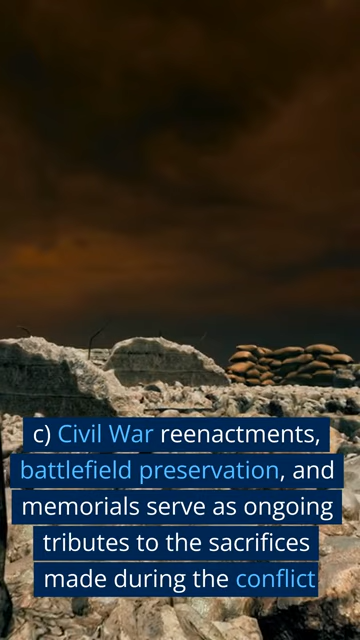 c) Civil War reenactments,
battlefield preservation, and
memorials serve as ongoing
tributes to the sacrifices
made during the conflict